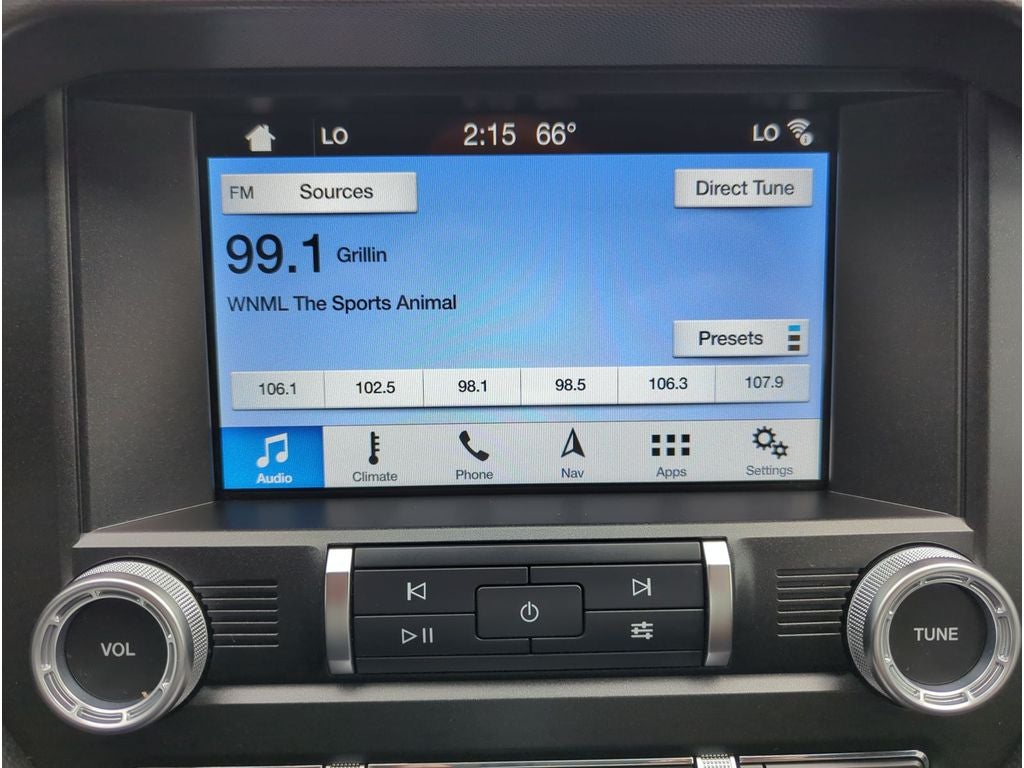 LO 2:15 66° LO
FM Sources Direct Tune
99.1 Grillin
WNML The Sports Animal
Presets
106.1 102.5 98.1 98.5 106.3 107.9
Audio Climate Phone Nav Apps Settings
VOL TUNE